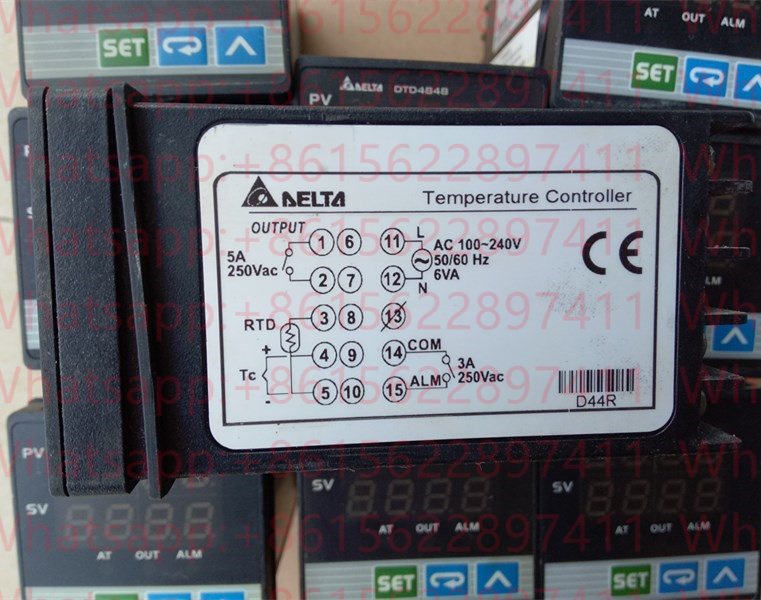 SET
AT OUT ALM
SET
DELTA DTD4848
PV
Whatsapp:+8615622897411
DELTA Temperature Controller
OUTPUT
5A
250Vac
1 6
2 7
RTD
3 8
+
4 9
Tc
-
5 10
L
11
AC 100~240V
50/60 Hz
6VA
12
N
13
14 COM
3A
250Vac
15 ALM
CE
D44R
PV
SV
AT OUT ALM
SET
SV
AT OUT ALM
SET
SV
AT OUT ALM
SET